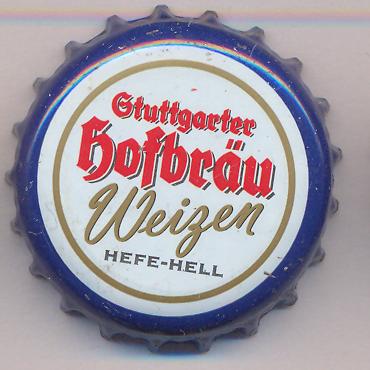 Stuttgarter
Hofbräu
Weizen
HEFE-HELL